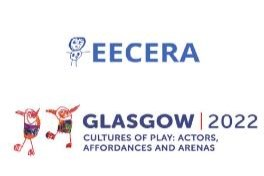 EECERA
GLASGOW | 2022
CULTURES OF PLAY: ACTORS,
AFFORDANCES AND ARENAS